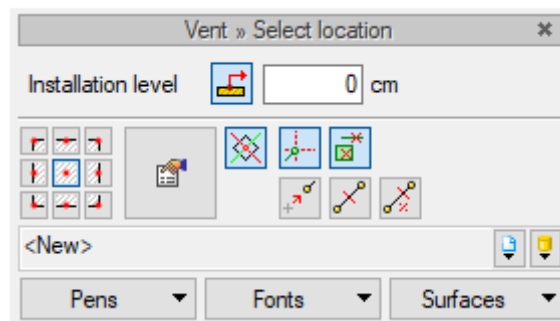 Vent » Select location
Installation level 0 cm
<New>
Pens Fonts Surfaces